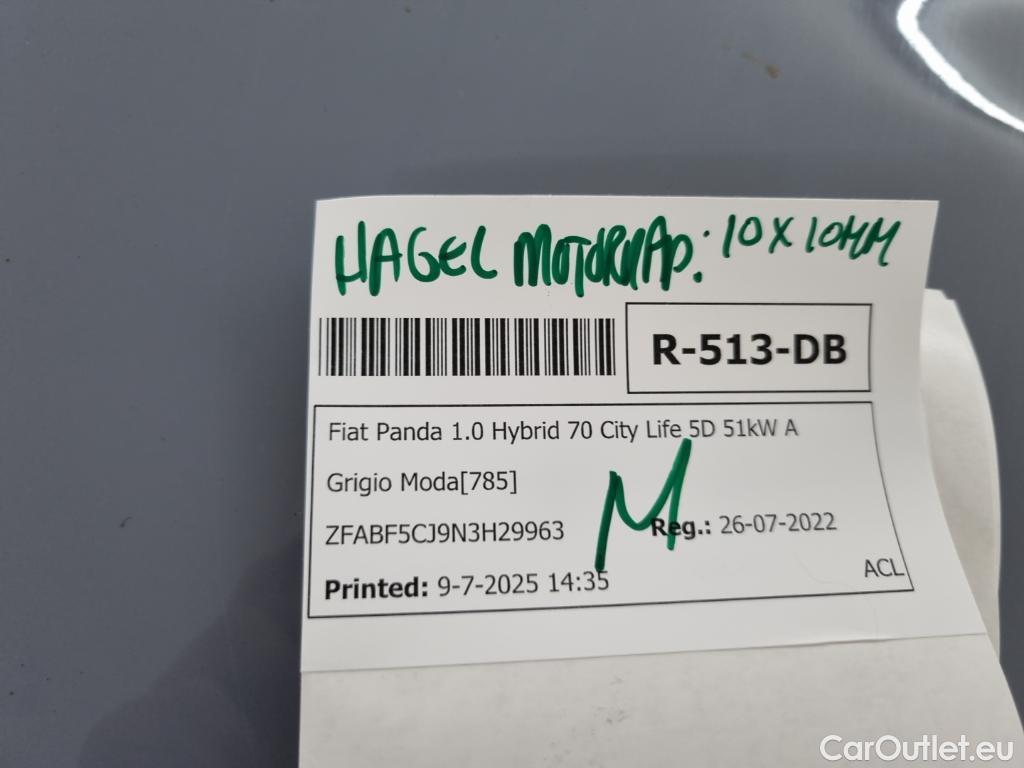 HAGEL MOTORKAP: 10 X 10MM
R-513-DB
Fiat Panda 1.0 Hybrid 70 City Life 5D 51kW A
Grigio Moda[785]
M
ZFABF5CJ9N3H29963 Reg.: 26-07-2022
Printed: 9-7-2025 14:35 ACL
CarOutlet.eu